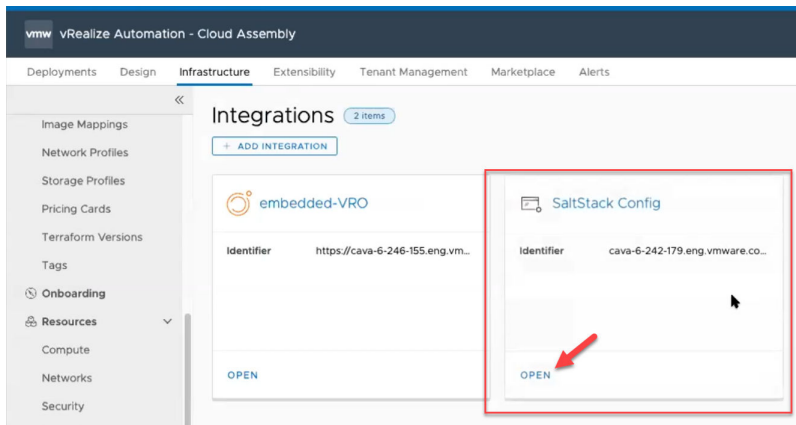 vmw vRealize Automation - Cloud Assembly
Deployments Design Infrastructure Extensibility Tenant Management Marketplace Alerts
Image Mappings
Network Profiles
Storage Profiles
Pricing Cards
Terraform Versions
Tags
Onboarding
Resources
Compute
Networks
Security
Integrations 2 items
+ ADD INTEGRATION
embedded-VRO
Identifier https://cava-6-246-155.eng.vm...
OPEN
SaltStack Config
Identifier cava-6-242-179.eng.vmware.co...
OPEN